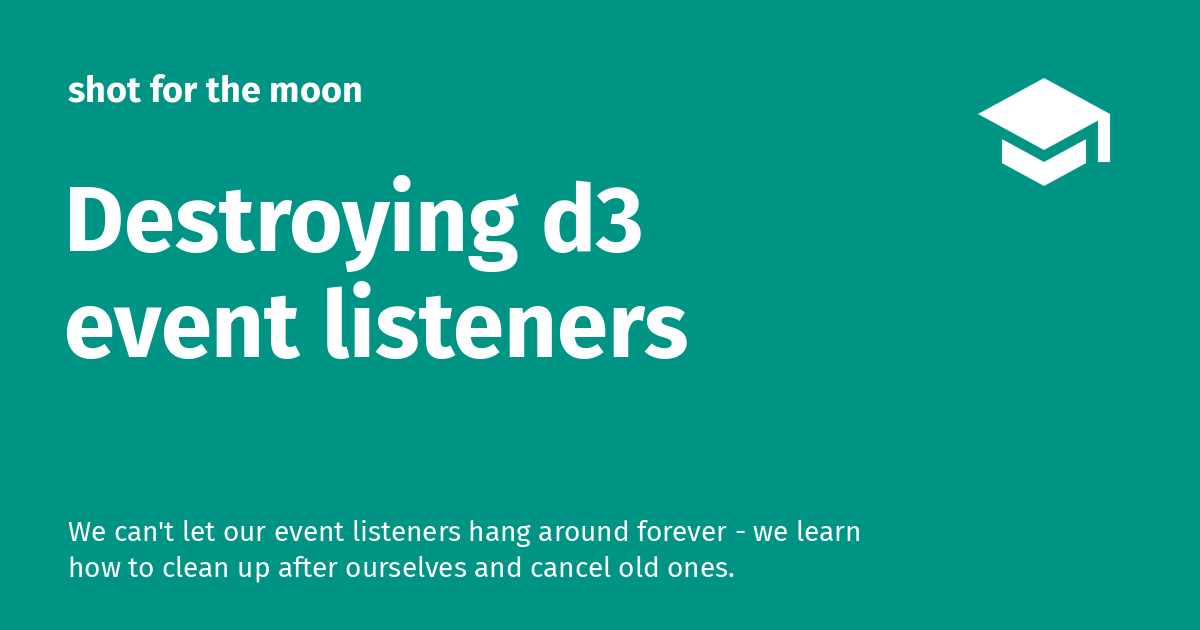 shot for the moon
Destroying d3
event listeners
We can't let our event listeners hang around forever - we learn
how to clean up after ourselves and cancel old ones.